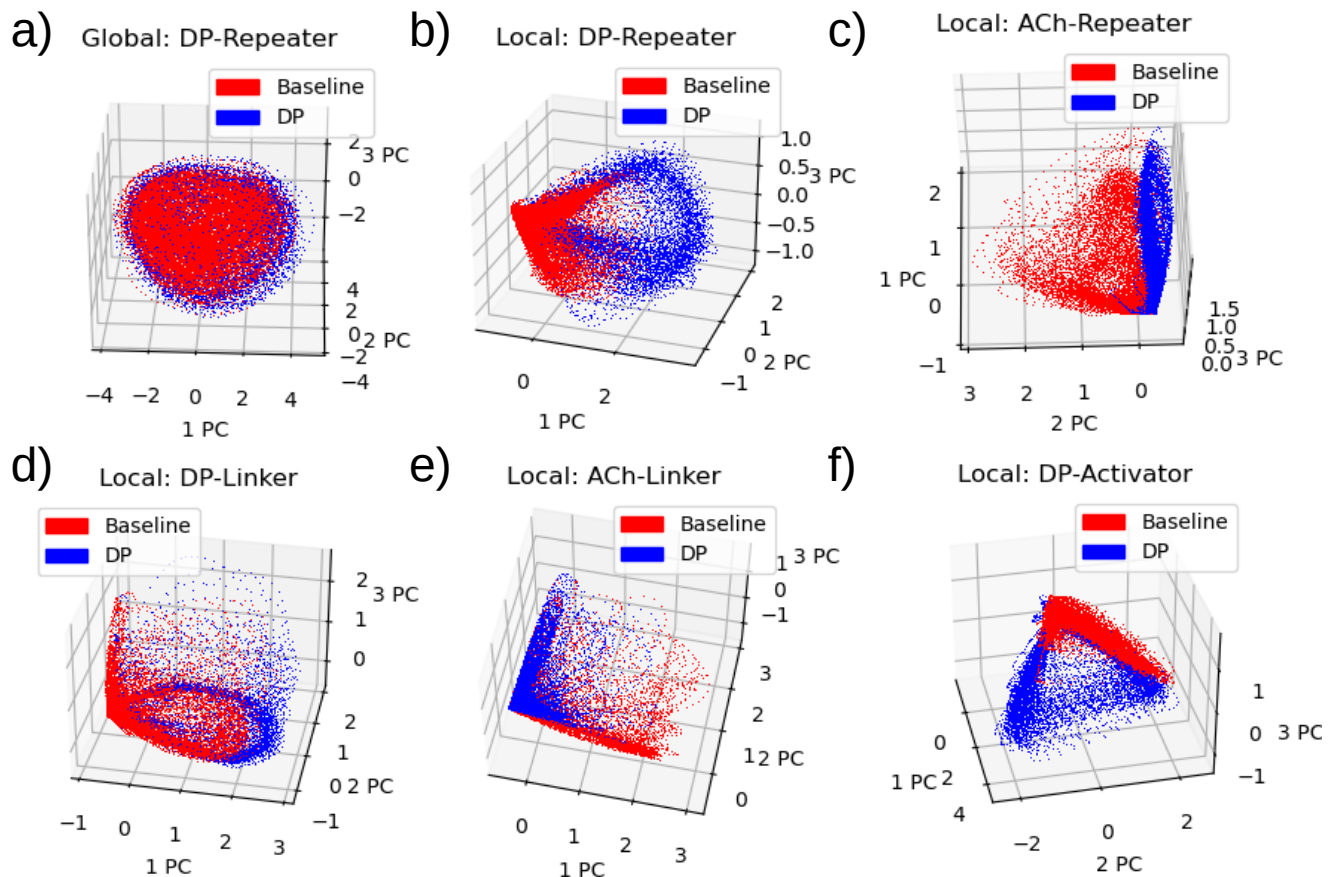 a)
Global: DP-Repeater
Baseline
DP
2
3 PC
0
−2
4
2
0
2 PC
−2
−4
−4
−2
0
2
4
1 PC
b)
Local: DP-Repeater
Baseline
DP
1.0
0.5
3 PC
0.0
−0.5
−1.0
2
1
0
2 PC
−1
0
2
1 PC
c)
Local: ACh-Repeater
Baseline
DP
2
1
1 PC
0
−1
1.5
1.0
0.5
0.0
3 PC
3
2
1
0
2 PC
d)
Local: DP-Linker
Baseline
DP
2
3 PC
1
0
2
1
0
2 PC
−1
−1
0
1
2
3
1 PC
e)
Local: ACh-Linker
Baseline
DP
3 PC
1
0
−1
3
2
1
2 PC
0
0
1
2
3
1 PC
f)
Local: DP-Activator
Baseline
DP
0
1 PC
2
4
1
0
3 PC
−1
−2
0
2
2 PC